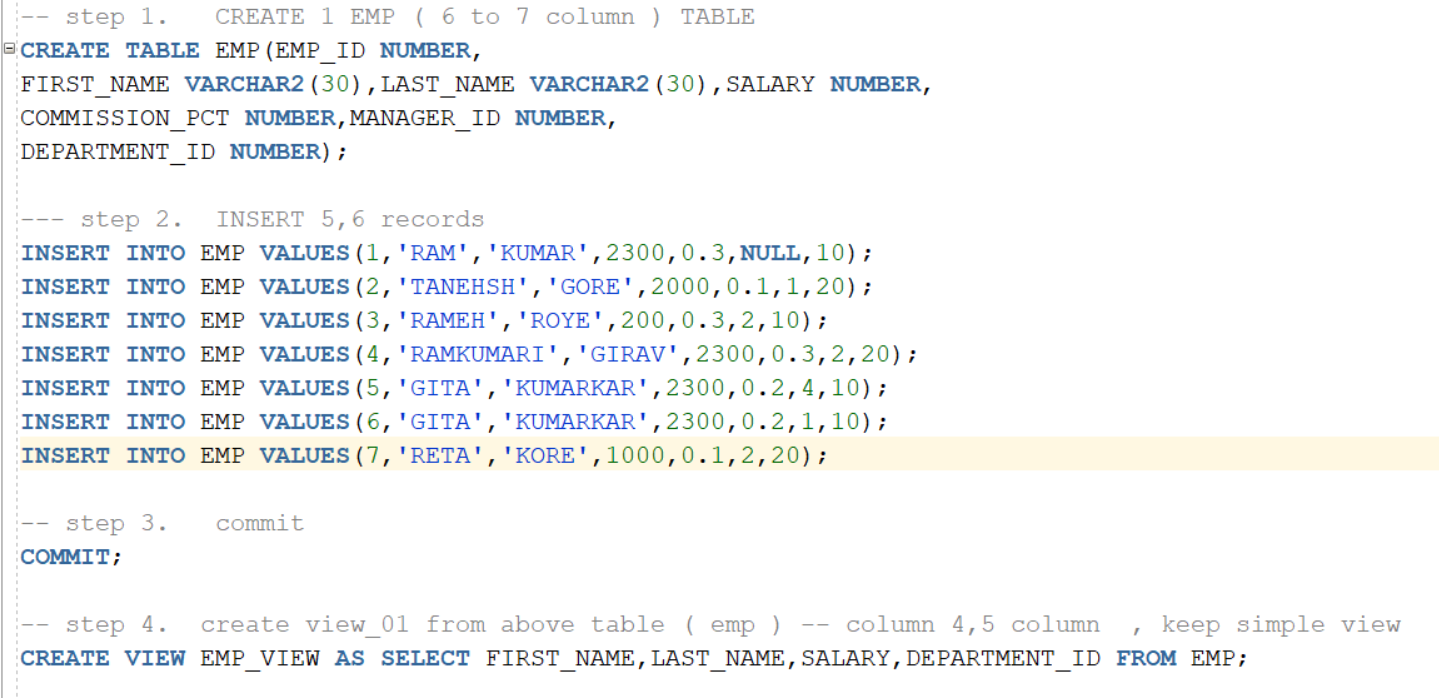 -- step 1.   CREATE 1 EMP ( 6 to 7 column ) TABLE
CREATE TABLE EMP(EMP_ID NUMBER,
FIRST_NAME VARCHAR2(30),LAST_NAME VARCHAR2(30),SALARY NUMBER,
COMMISSION_PCT NUMBER,MANAGER_ID NUMBER,
DEPARTMENT_ID NUMBER);
--- step 2.  INSERT 5,6 records
INSERT INTO EMP VALUES(1,'RAM','KUMAR',2300,0.3,NULL,10);
INSERT INTO EMP VALUES(2,'TANEHSH','GORE',2000,0.1,1,20);
INSERT INTO EMP VALUES(3,'RAMEH','ROYE',200,0.3,2,10);
INSERT INTO EMP VALUES(4,'RAMKUMARI','GIRAV',2300,0.3,2,20);
INSERT INTO EMP VALUES(5,'GITA','KUMARKAR',2300,0.2,4,10);
INSERT INTO EMP VALUES(6,'GITA','KUMARKAR',2300,0.2,1,10);
INSERT INTO EMP VALUES(7,'RETA','KORE',1000,0.1,2,20);
-- step 3.   commit
COMMIT;
-- step 4.  create view_01 from above table ( emp ) -- column 4,5 column  , keep simple view
CREATE VIEW EMP_VIEW AS SELECT FIRST_NAME,LAST_NAME,SALARY,DEPARTMENT_ID FROM EMP;